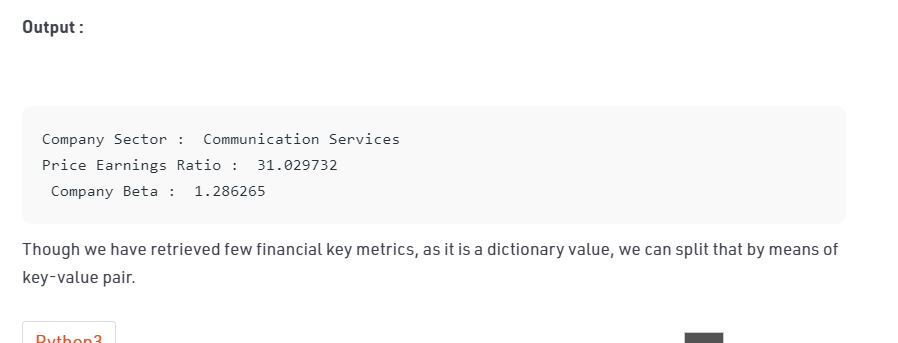 Output :
Company Sector :  Communication Services
Price Earnings Ratio :  31.029732
 Company Beta :  1.286265
Though we have retrieved few financial key metrics, as it is a dictionary value, we can split that by means of
key-value pair.
Python3